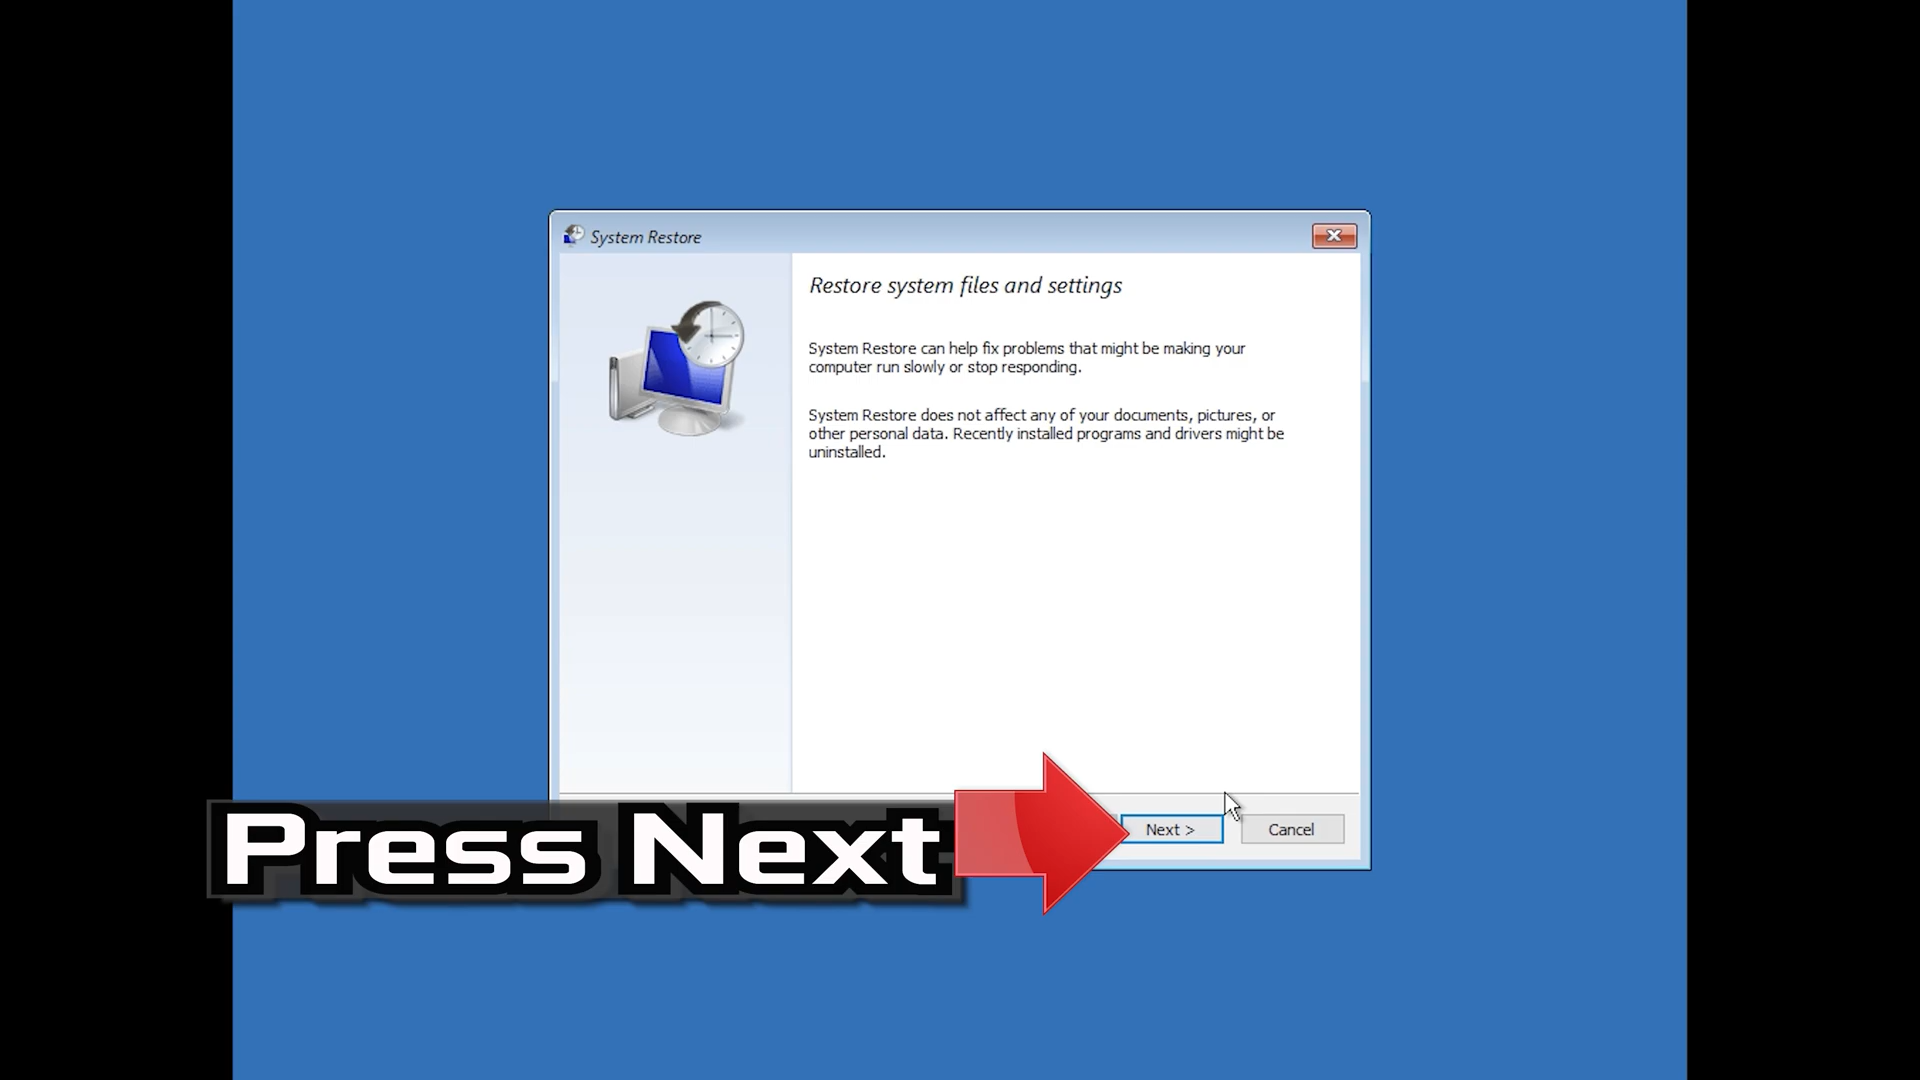 System Restore
Restore system files and settings
System Restore can help fix problems that might be making your
computer run slowly or stop responding.
System Restore does not affect any of your documents, pictures, or
other personal data. Recently installed programs and drivers might be
uninstalled.
Press Next
Next >
Cancel